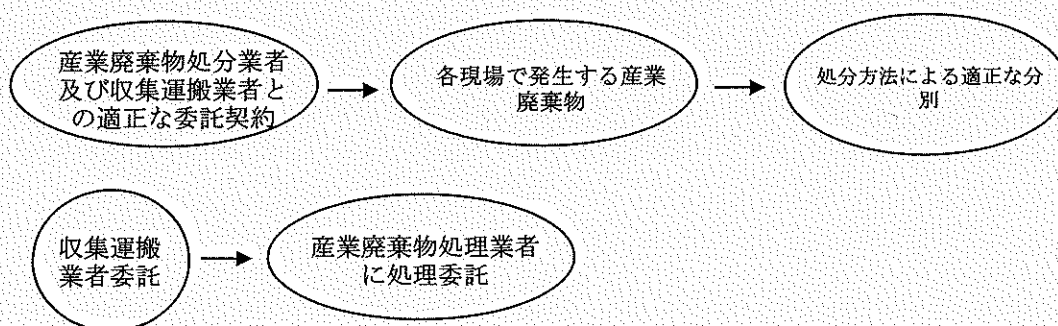 産業廃棄物処分業者
及び収集運搬業者と
の適正な委託契約
各現場で発生する産業
廃棄物
処分方法による適正な分
別
収集運搬
業者委託
産業廃棄物処理業者
に処理委託